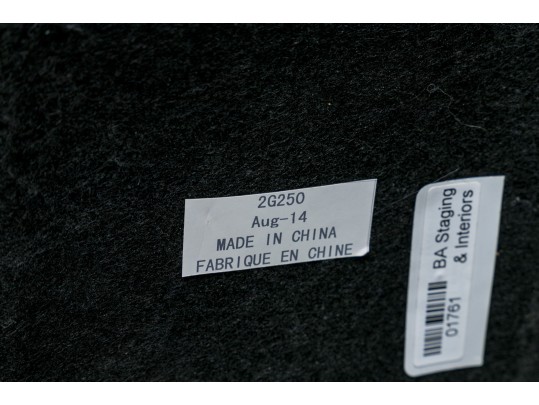 2G250
Aug-14
MADE IN CHINA
FABRIQUE EN CHINE
BA Staging
& Interiors
01761